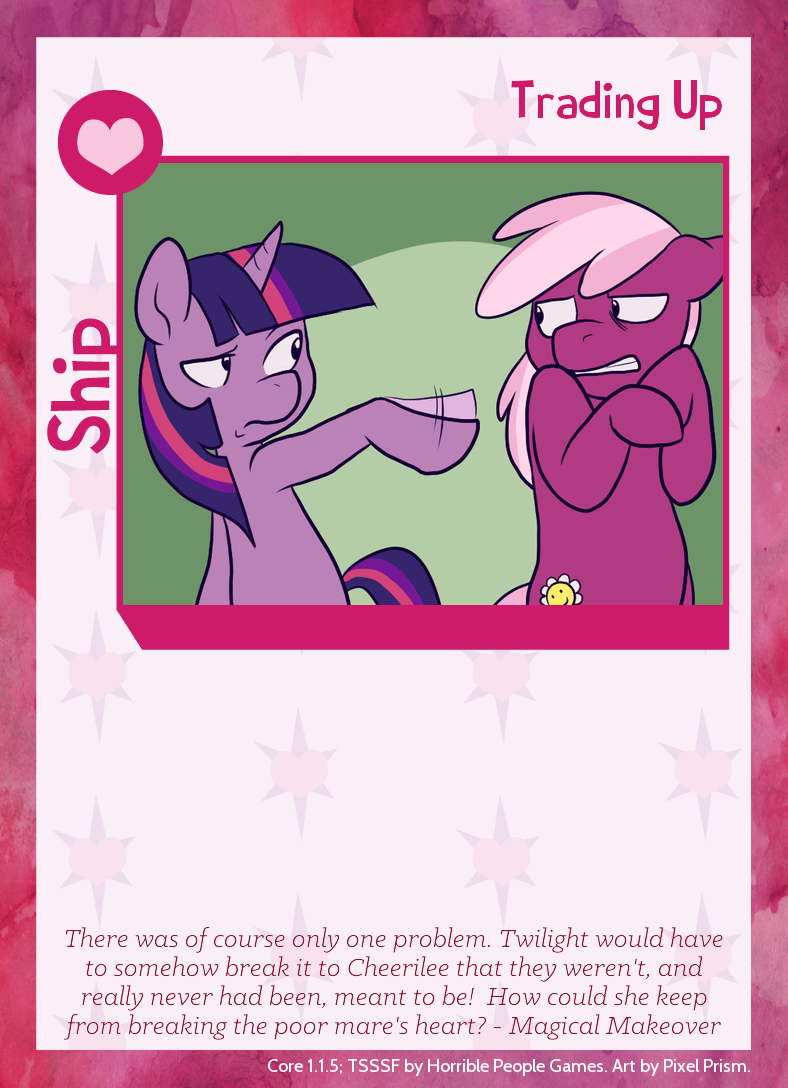 Trading Up
Ship
There was of course only one problem. Twilight would have
to somehow break it to Cheerilee that they weren't, and
really never had been, meant to be!  How could she keep
from breaking the poor mare's heart? - Magical Makeover
Core 1.1.5; TSSSF by Horrible People Games. Art by Pixel Prism.